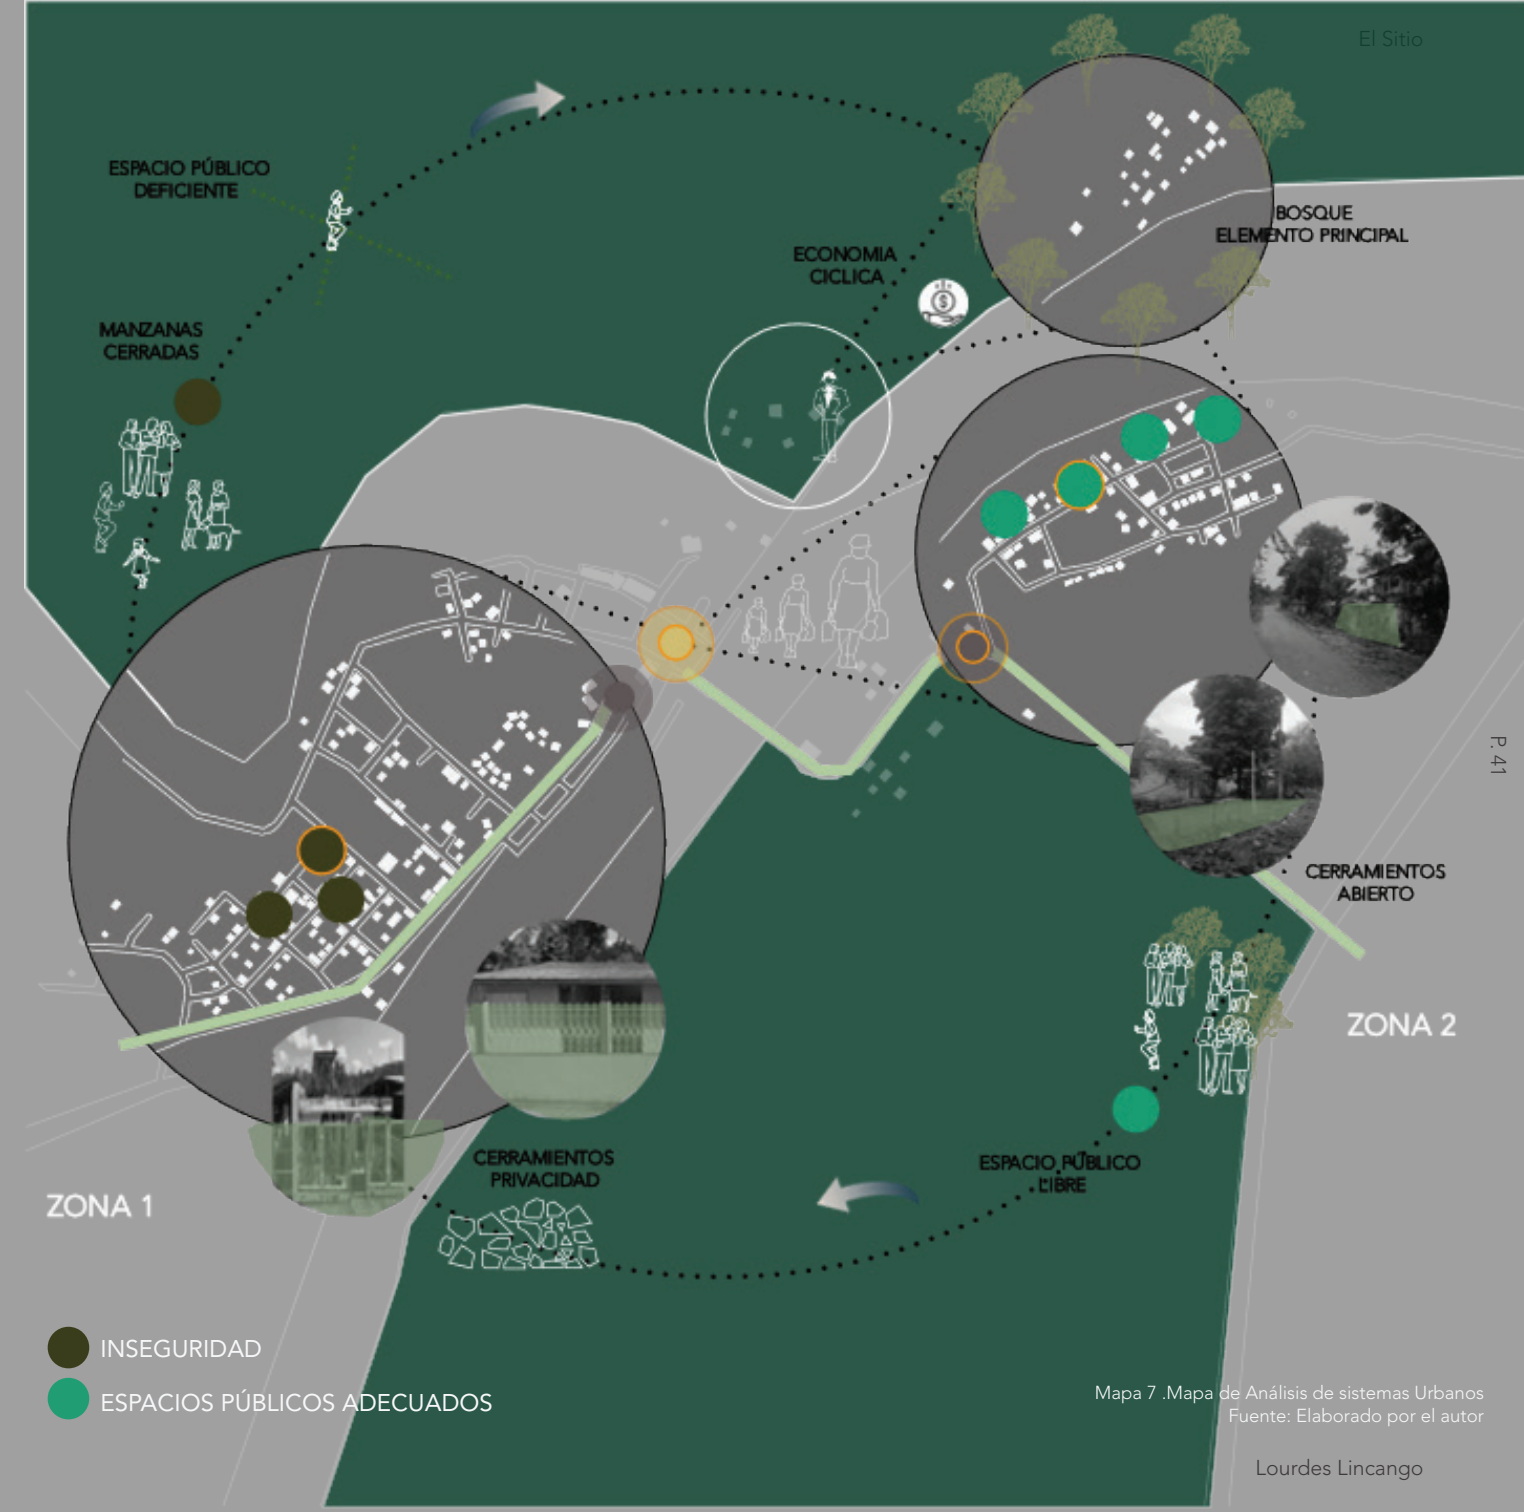 El Sitio
ESPACIO PÚBLICO
DEFICIENTE
BOSQUE
ELEMENTO PRINCIPAL
ECONOMIA
CICLICA
$
MANZANAS
CERRADAS
P. 41
CERRAMIENTOS
ABIERTO
ZONA 2
CERRAMIENTOS
PRIVACIDAD
ESPACIO PÚBLICO
LIBRE
ZONA 1
INSEGURIDAD
ESPACIOS PÚBLICOS ADECUADOS
Mapa 7 .Mapa de Análisis de sistemas Urbanos
Fuente: Elaborado por el autor
Lourdes Lincango